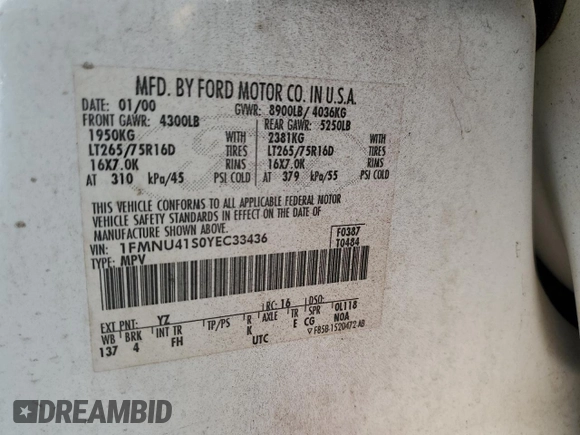 MFD. BY FORD MOTOR CO. IN U.S.A.
DATE: 01/00 GVWR: 8900LB/ 4036KG
FRONT GAWR: 4300LB REAR GAWR: 5250LB
1950KG WITH 2381KG WITH
LT265/75R16D TIRES LT265/75R16D TIRES
16X7.0K RIMS 16X7.0K RIMS
AT 310 kPa/45 PSI COLD AT 379 kPa/55 PSI COLD
THIS VEHICLE CONFORMS TO ALL APPLICABLE FEDERAL MOTOR
VEHICLE SAFETY STANDARDS IN EFFECT ON THE DATE OF
MANUFACTURE SHOWN ABOVE.
VIN: 1FMNU41S0YEC33436 F0387
TYPE: MPV T0484
EXT PNT: YZ RC: 16 DSO:
WB BRK INT TR TP/PS R AXLE TR SPR 0L118
137 4 FH K E CG N0A
UTC ▽ F85B-1520472-AB
DREAMBID